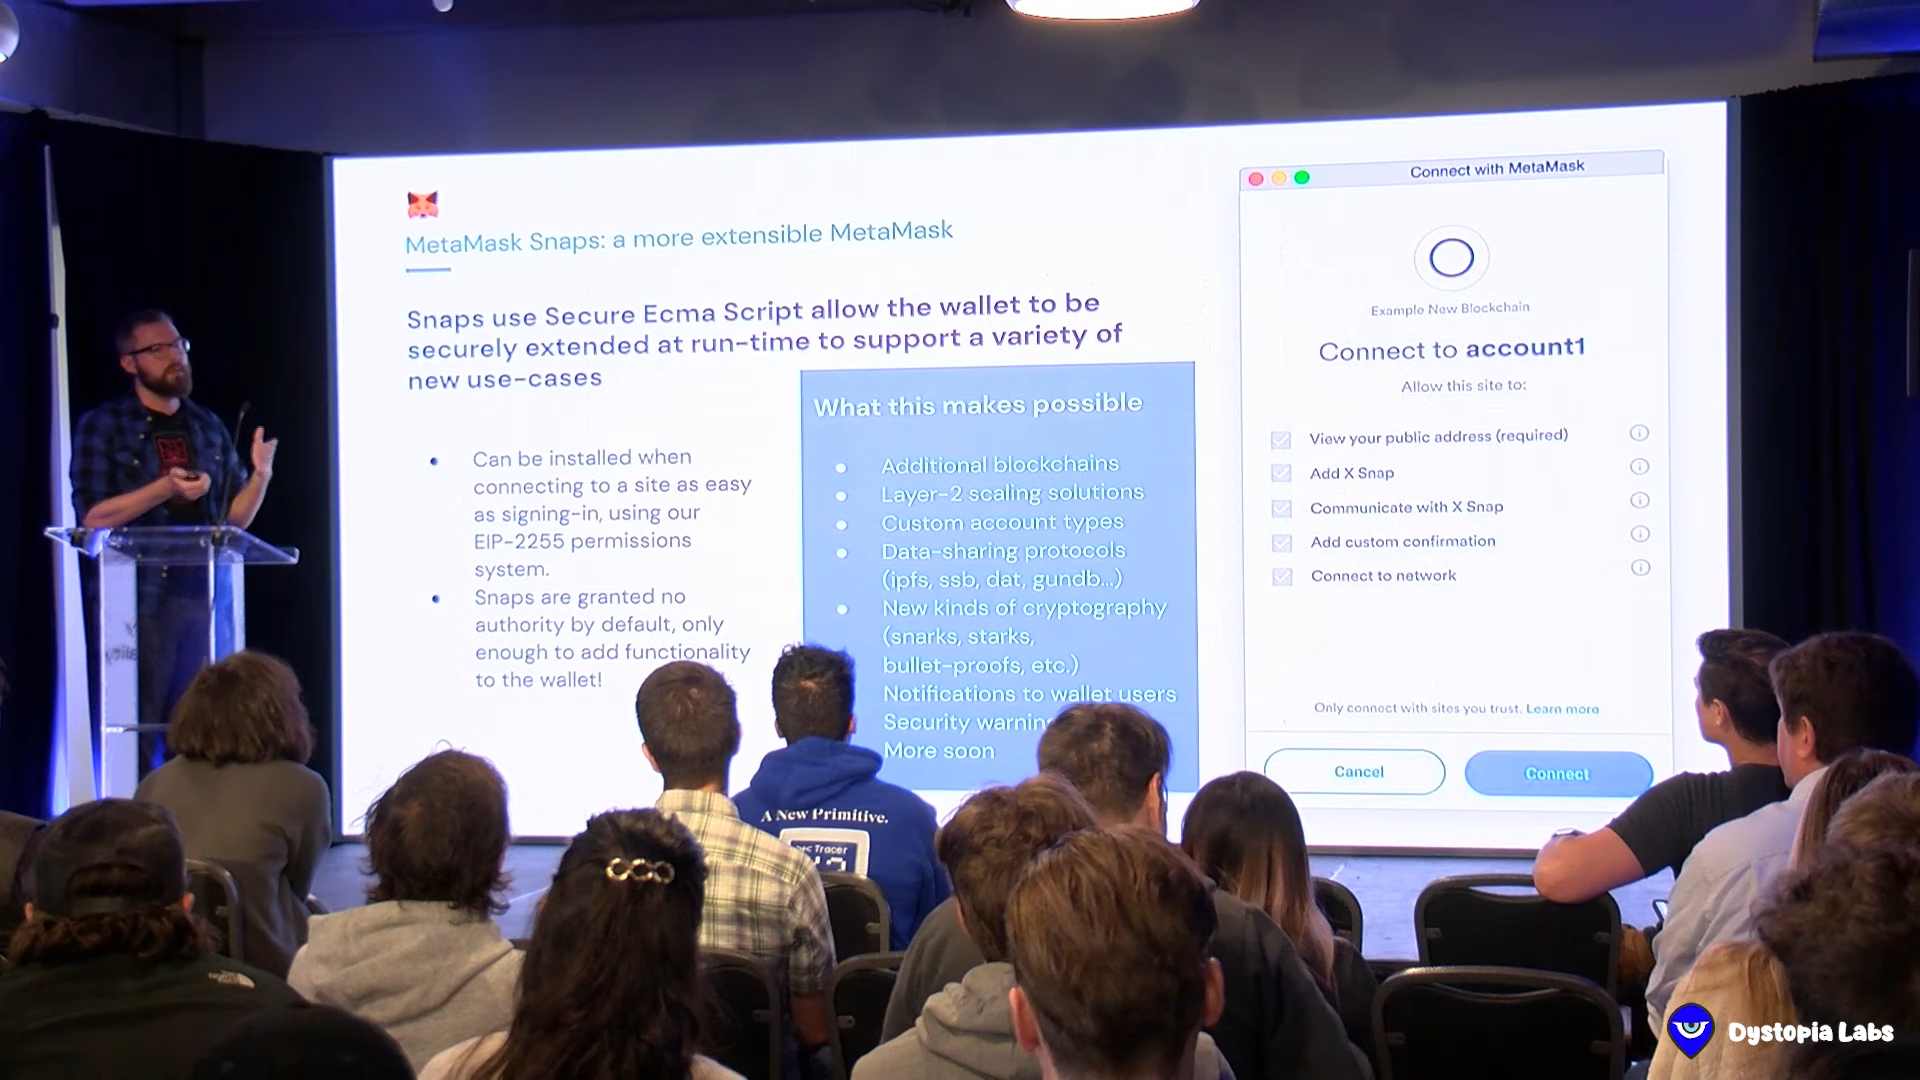 MetaMask Snaps: a more extensible MetaMask
Snaps use Secure Ecma Script allow the wallet to be
securely extended at run-time to support a variety of
new use-cases
Can be installed when
connecting to a site as easy
as signing-in, using our
EIP-2255 permissions
system.
Snaps are granted no
authority by default, only
enough to add functionality
to the wallet!
What this makes possible
Additional blockchains
Layer-2 scaling solutions
Custom account types
Data-sharing protocols
(ipfs, ssb, dat, gundb...)
New kinds of cryptography
(snarks, starks,
bullet-proofs, etc.)
Notifications to wallet users
Security
More soon
Connect with MetaMask
Example New Blockchain
Connect to account1
Allow this site to:
View your public address (required)
Add X Snap
Communicate with X Snap
Add custom confirmation
Connect to network
Only connect with sites you trust. Learn more
Cancel
Connect
A New Primitive.
Tracer
Dystopia Labs